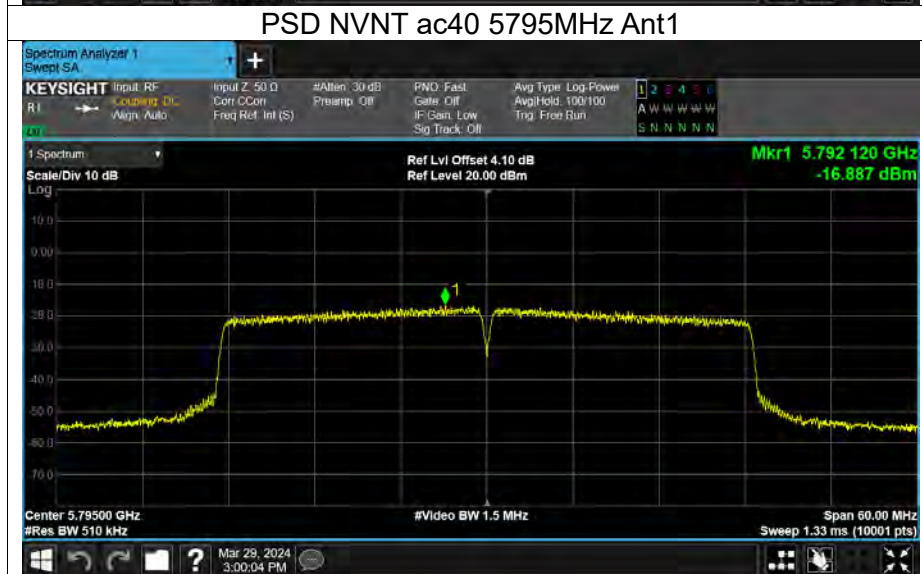 PSD NVNT ac40 5795MHz Ant1
Spectrum Analyzer 1
Swept SA
+
KEYSIGHT Input: RF
Coupling: DC
Align: Auto
Input Z: 50 Ω
Corr CCorr
Freq Ref: Int (S)
#Atten: 30 dB
Preamp: Off
PNO: Fast
Gate: Off
IF Gain: Low
Sig Track: Off
Avg Type: Log-Power
Avg|Hold: 100/100
Trig: Free Run
1 2 3 4 5 6
A W W W W W
S N N N N N
1 Spectrum
Scale/Div 10 dB
Log
Ref Lvl Offset 4.10 dB
Ref Level 20.00 dBm
Mkr1 5.792 120 GHz
-16.887 dBm
10.0
0.00
-10.0
-20.0
-30.0
-40.0
-50.0
-60.0
-70.0
1
Center 5.79500 GHz
#Res BW 510 kHz
#Video BW 1.5 MHz
Span 60.00 MHz
Sweep 1.33 ms (10001 pts)
?
Mar 29, 2024
3:00:04 PM